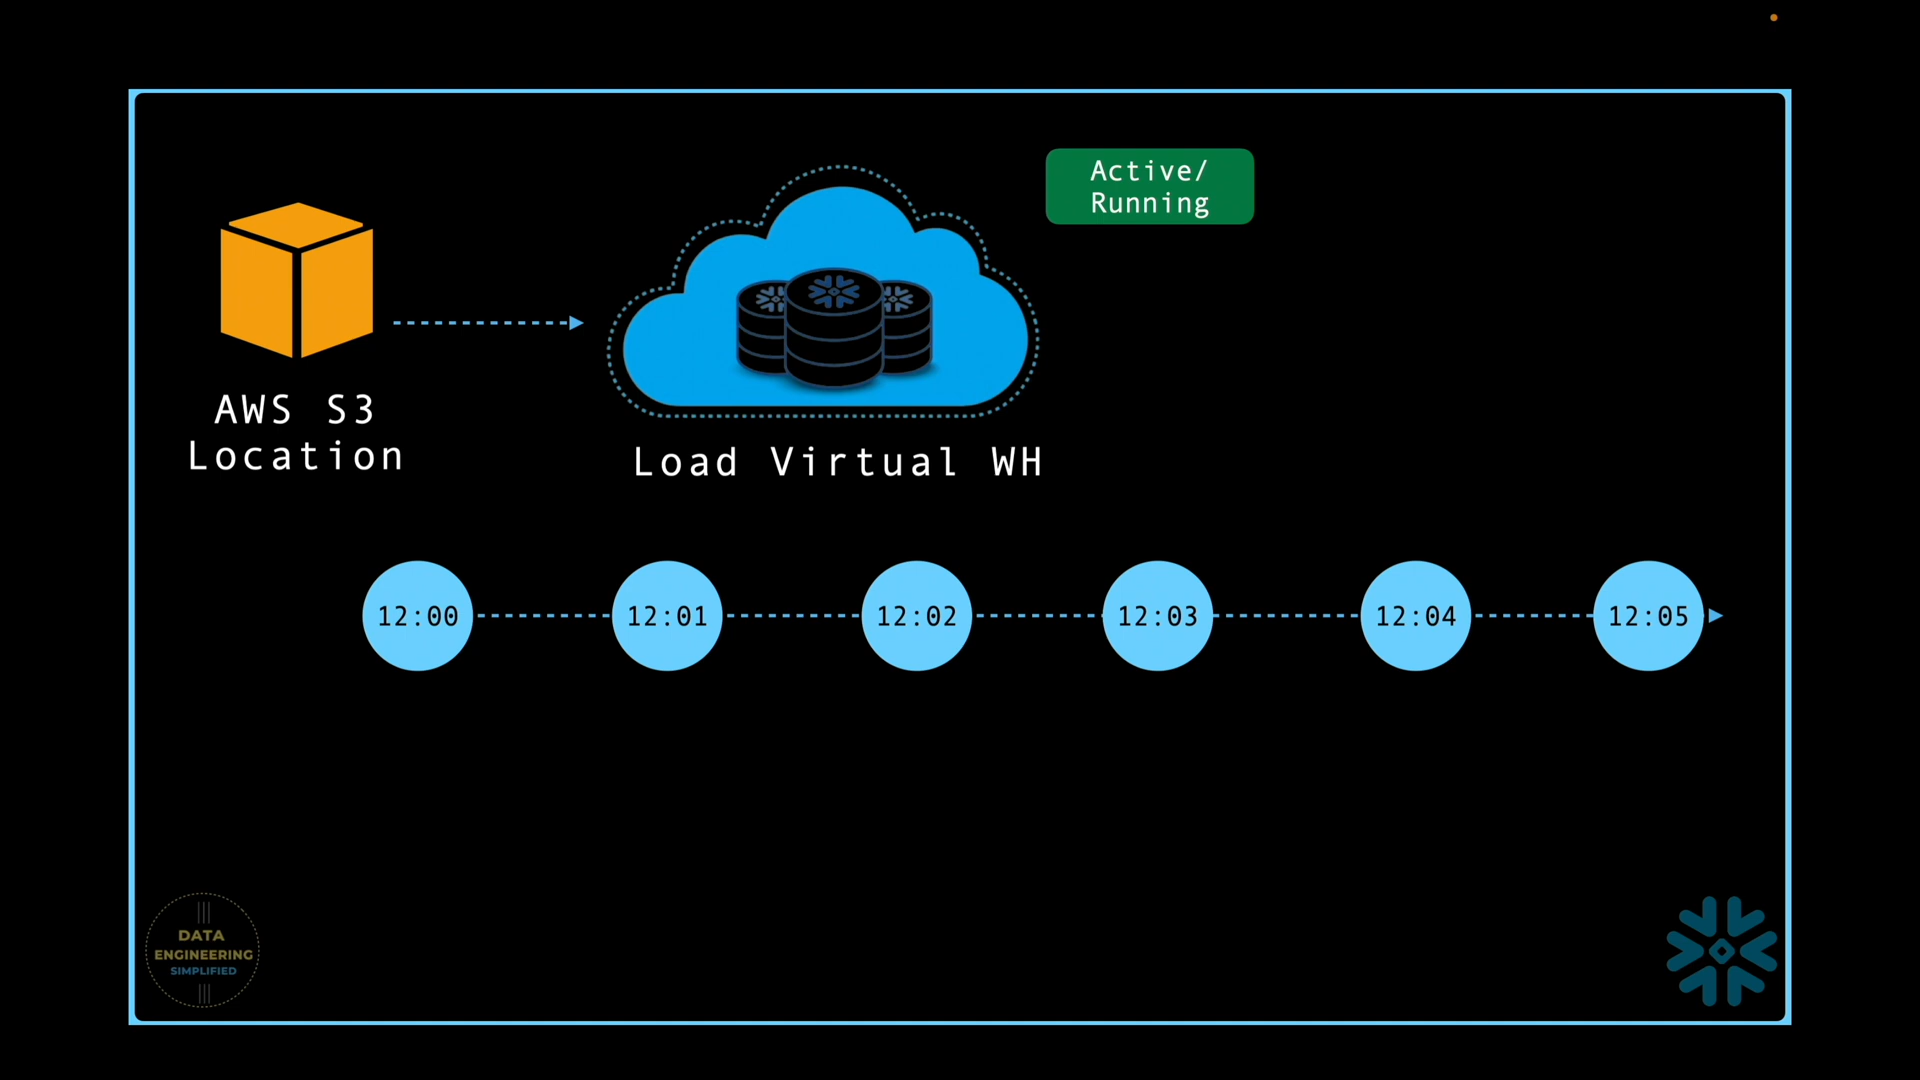 Active/
Running
AWS S3
Location
Load Virtual WH
12:00 12:01 12:02 12:03 12:04 12:05
DATA
ENGINEERING
SIMPLIFIED